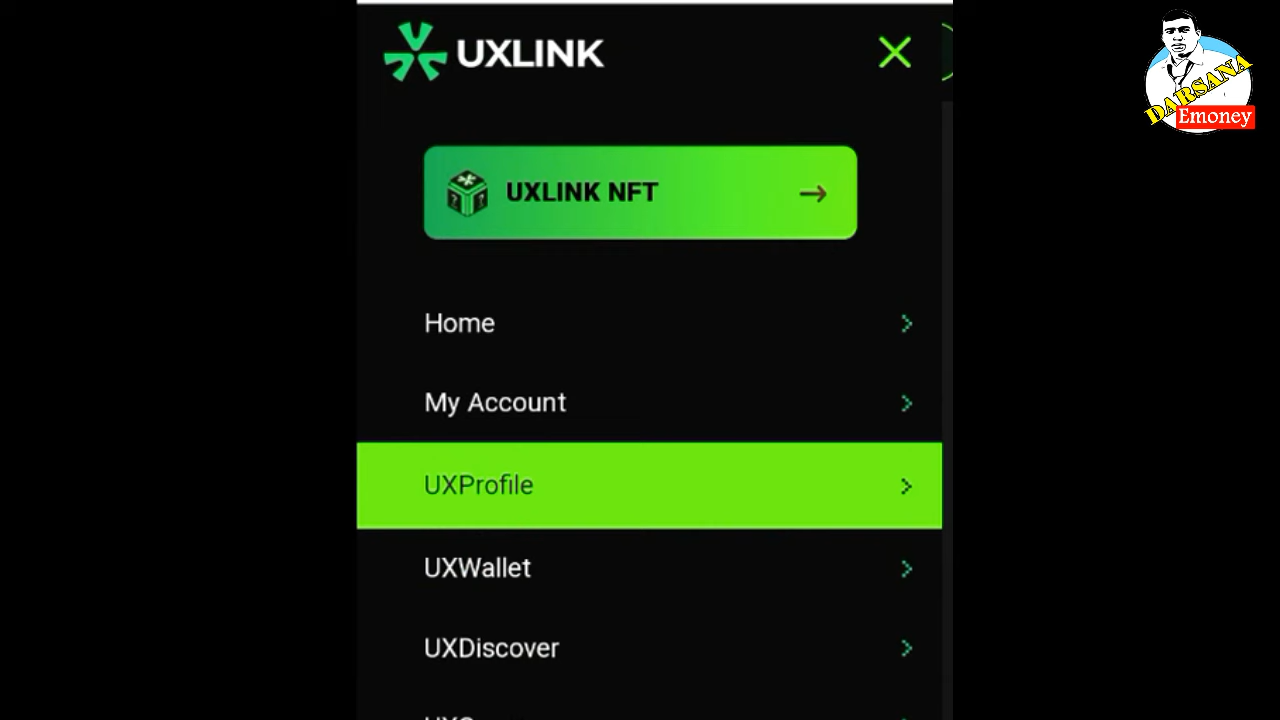 UXLINK
DARSANA
Emoney
UXLINK NFT
Home
My Account
UXProfile
UXWallet
UXDiscover